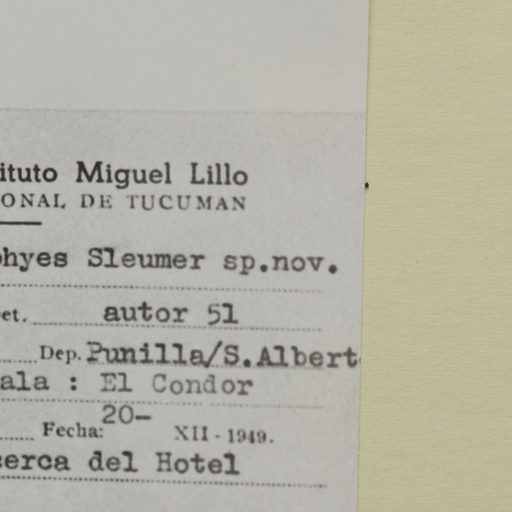 ituto Miguel Lillo
ONAL DE TUCUMAN
phyes Sleumer sp.nov.
et. autor 51
Dep. Punilla/S.Albert
ala : El Condor
20-
Fecha: XII - 1949.
cerca del Hotel